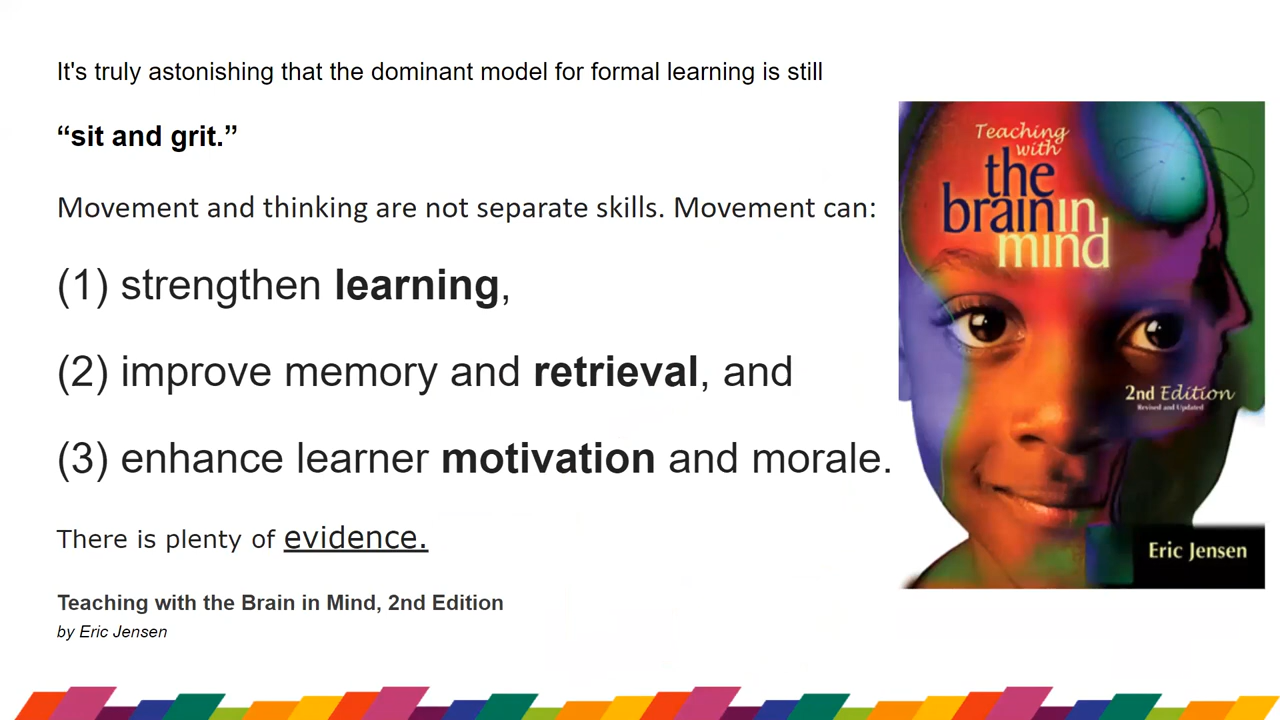 It's truly astonishing that the dominant model for formal learning is still
“sit and grit.”
Movement and thinking are not separate skills. Movement can:
(1) strengthen learning,
(2) improve memory and retrieval, and
(3) enhance learner motivation and morale.
There is plenty of evidence.
Teaching with the Brain in Mind, 2nd Edition
by Eric Jensen
Teaching
with
the
brain in
mind
2nd Edition
Revised and Updated
Eric Jensen